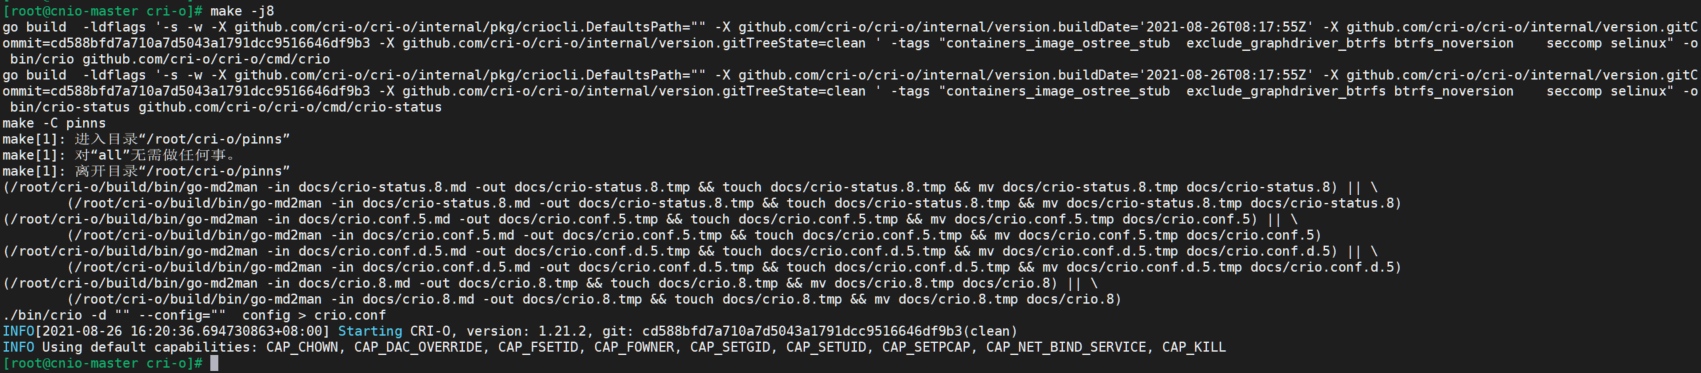 [root@cnio-master cri-o]# make -j8
go build  -ldflags '-s -w -X github.com/cri-o/cri-o/internal/pkg/criocli.DefaultsPath="" -X github.com/cri-o/cri-o/internal/version.buildDate='2021-08-26T08:17:55Z' -X github.com/cri-o/cri-o/internal/version.gitC
ommit=cd588bfd7a710a7d5043a1791dcc9516646df9b3 -X github.com/cri-o/cri-o/internal/version.gitTreeState=clean ' -tags "containers_image_ostree_stub  exclude_graphdriver_btrfs btrfs_noversion    seccomp selinux" -o
 bin/crio github.com/cri-o/cri-o/cmd/crio
go build  -ldflags '-s -w -X github.com/cri-o/cri-o/internal/pkg/criocli.DefaultsPath="" -X github.com/cri-o/cri-o/internal/version.buildDate='2021-08-26T08:17:55Z' -X github.com/cri-o/cri-o/internal/version.gitC
ommit=cd588bfd7a710a7d5043a1791dcc9516646df9b3 -X github.com/cri-o/cri-o/internal/version.gitTreeState=clean ' -tags "containers_image_ostree_stub  exclude_graphdriver_btrfs btrfs_noversion    seccomp selinux" -o
 bin/crio-status github.com/cri-o/cri-o/cmd/crio-status
make -C pinns
make[1]: 进入目录“/root/cri-o/pinns”
make[1]: 对“all”无需做任何事。
make[1]: 离开目录“/root/cri-o/pinns”
(/root/cri-o/build/bin/go-md2man -in docs/crio-status.8.md -out docs/crio-status.8.tmp && touch docs/crio-status.8.tmp && mv docs/crio-status.8.tmp docs/crio-status.8) || \
        (/root/cri-o/build/bin/go-md2man -in docs/crio-status.8.md -out docs/crio-status.8.tmp && touch docs/crio-status.8.tmp && mv docs/crio-status.8.tmp docs/crio-status.8)
(/root/cri-o/build/bin/go-md2man -in docs/crio.conf.5.md -out docs/crio.conf.5.tmp && touch docs/crio.conf.5.tmp && mv docs/crio.conf.5.tmp docs/crio.conf.5) || \
        (/root/cri-o/build/bin/go-md2man -in docs/crio.conf.5.md -out docs/crio.conf.5.tmp && touch docs/crio.conf.5.tmp && mv docs/crio.conf.5.tmp docs/crio.conf.5)
(/root/cri-o/build/bin/go-md2man -in docs/crio.conf.d.5.md -out docs/crio.conf.d.5.tmp && touch docs/crio.conf.d.5.tmp && mv docs/crio.conf.d.5.tmp docs/crio.conf.d.5) || \
        (/root/cri-o/build/bin/go-md2man -in docs/crio.conf.d.5.md -out docs/crio.conf.d.5.tmp && touch docs/crio.conf.d.5.tmp && mv docs/crio.conf.d.5.tmp docs/crio.conf.d.5)
(/root/cri-o/build/bin/go-md2man -in docs/crio.8.md -out docs/crio.8.tmp && touch docs/crio.8.tmp && mv docs/crio.8.tmp docs/crio.8) || \
        (/root/cri-o/build/bin/go-md2man -in docs/crio.8.md -out docs/crio.8.tmp && touch docs/crio.8.tmp && mv docs/crio.8.tmp docs/crio.8)
./bin/crio -d "" --config=""  config > crio.conf
INFO[2021-08-26 16:20:36.694730863+08:00] Starting CRI-O, version: 1.21.2, git: cd588bfd7a710a7d5043a1791dcc9516646df9b3(clean)
INFO Using default capabilities: CAP_CHOWN, CAP_DAC_OVERRIDE, CAP_FSETID, CAP_FOWNER, CAP_SETGID, CAP_SETUID, CAP_SETPCAP, CAP_NET_BIND_SERVICE, CAP_KILL
[root@cnio-master cri-o]#